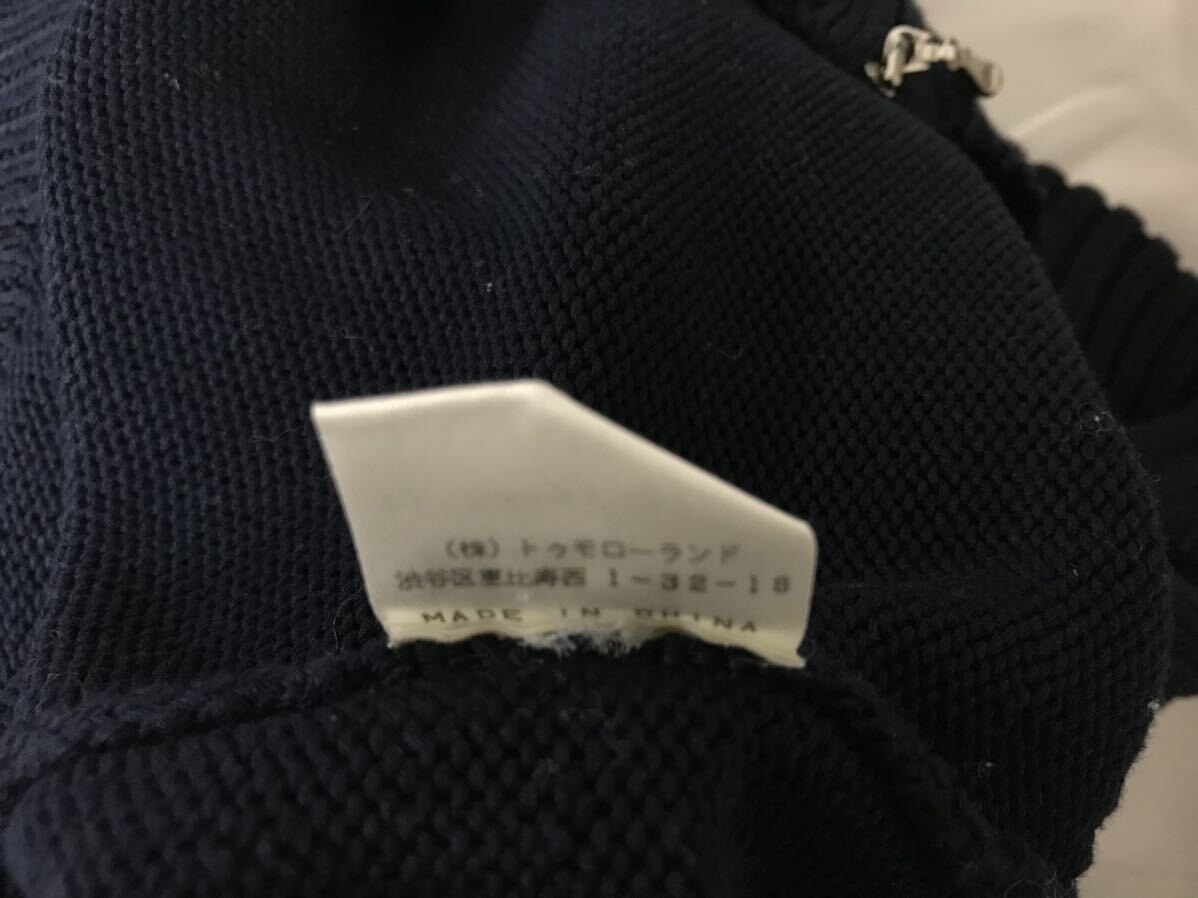 (株)トゥモローランド
渋谷区恵比寿西 1-32-18
MADE IN CHINA